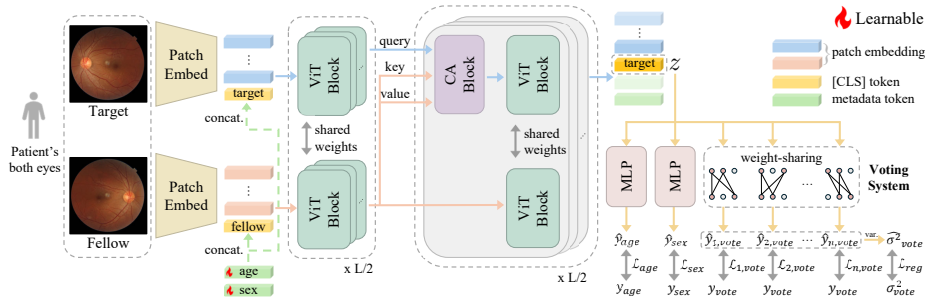 Learnable
Patch
Embed
target
Target
concat.
ViT
Block
shared
weights
query
key
value
CA
Block
ViT
Block
shared
weights
target
z
patch embedding
[CLS] token
metadata token
Patient's
both eyes
Patch
Embed
fellow
Fellow
concat.
age
sex
ViT
Block
x L/2
ViT
Block
x L/2
MLP
MLP
weight-sharing
...
Voting
System
ŷ_age
ŷ_sex
ŷ_1,vote
ŷ_2,vote
...
ŷ_n,vote
var.
σ̂²_vote
ℒ_age
ℒ_sex
ℒ_1,vote
ℒ_2,vote
ℒ_n,vote
ℒ_reg
y_age
y_sex
y_vote
y_vote
y_vote
σ²_vote